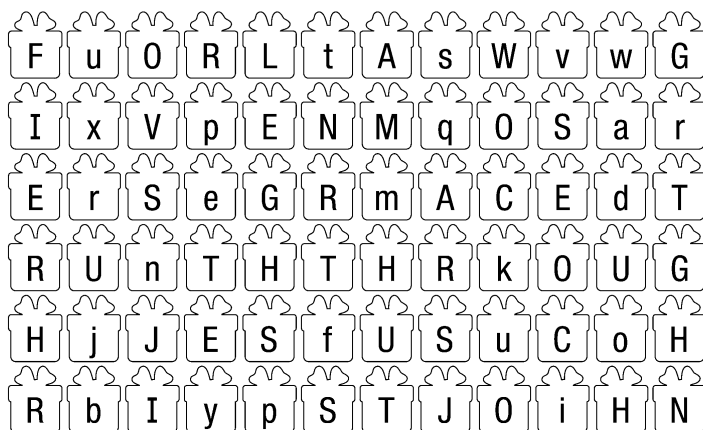 F u O R L t A s W v w G
I x V p E N M q O S a r
E r S e G R m A C E d T
R U n T H T H R k O U G
H j J E S f U S u C o H
R b I y p S T J O i H N